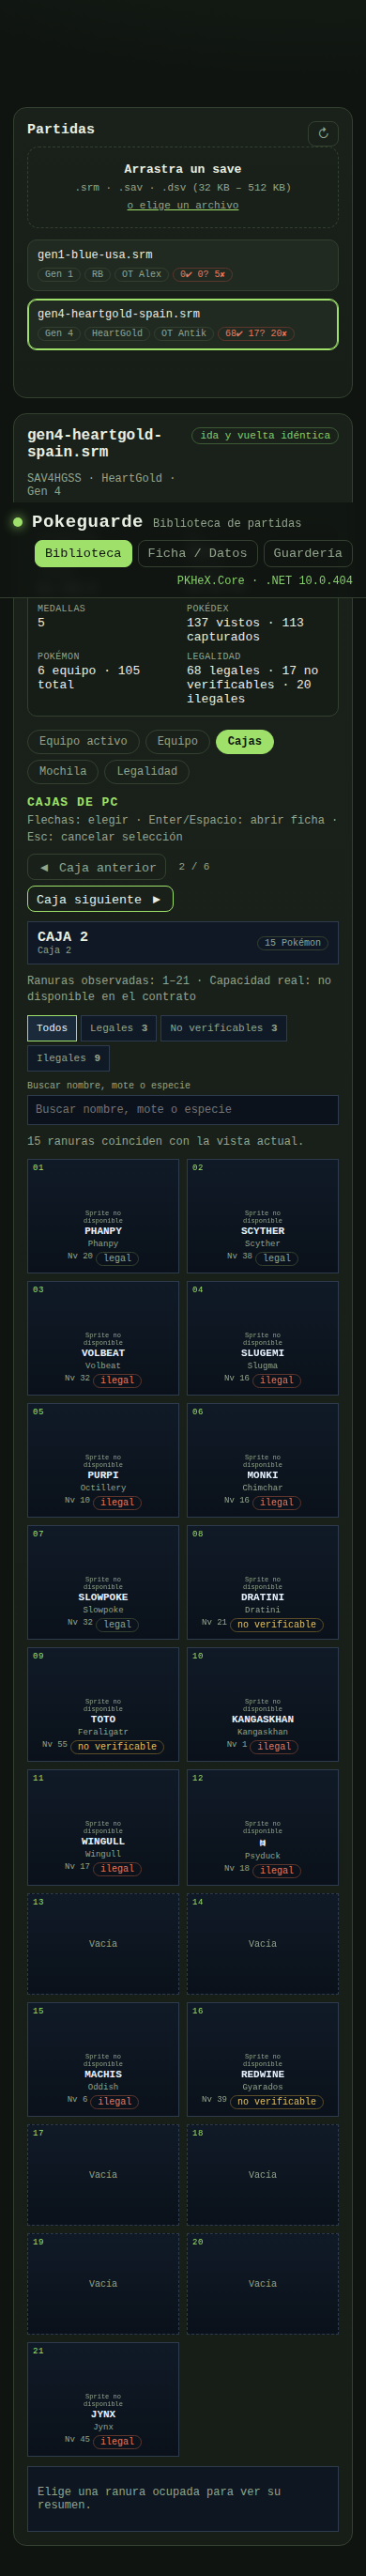 Partidas
↻
Arrastra un save
.srm · .sav · .dsv (32 KB – 512 KB)
o elige un archivo
gen1-blue-usa.srm
Gen 1 RB OT Alex 0✔ 0? 5✘
gen4-heartgold-spain.srm
Gen 4 HeartGold OT Antik 68✔ 17? 20✘
gen4-heartgold-
spain.srm
ida y vuelta idéntica
SAV4HGSS · HeartGold ·
Gen 4
Pokeguarde Biblioteca de partidas
Biblioteca Ficha / Datos Guardería
PKHeX.Core · .NET 10.0.404
MEDALLAS
5
POKÉDEX
137 vistos · 113
capturados
POKÉMON
6 equipo · 105
total
LEGALIDAD
68 legales · 17 no
verificables · 20
ilegales
Equipo activo Equipo Cajas
Mochila Legalidad
CAJAS DE PC
Flechas: elegir · Enter/Espacio: abrir ficha ·
Esc: cancelar selección
◄ Caja anterior 2 / 6
Caja siguiente ►
CAJA 2
Caja 2
15 Pokémon
Ranuras observadas: 1–21 · Capacidad real: no
disponible en el contrato
Todos Legales 3 No verificables 3
Ilegales 9
Buscar nombre, mote o especie
Buscar nombre, mote o especie
15 ranuras coinciden con la vista actual.
01
Sprite no
disponible
PHANPY
Phanpy
Nv 20 legal
02
Sprite no
disponible
SCYTHER
Scyther
Nv 38 legal
03
Sprite no
disponible
VOLBEAT
Volbeat
Nv 32 ilegal
04
Sprite no
disponible
SLUGEMI
Slugma
Nv 16 ilegal
05
Sprite no
disponible
PURPI
Octillery
Nv 10 ilegal
06
Sprite no
disponible
MONKI
Chimchar
Nv 16 ilegal
07
Sprite no
disponible
SLOWPOKE
Slowpoke
Nv 32 legal
08
Sprite no
disponible
DRATINI
Dratini
Nv 21 no verificable
09
Sprite no
disponible
TOTO
Feraligatr
Nv 55 no verificable
10
Sprite no
disponible
KANGASKHAN
Kangaskhan
Nv 1 ilegal
11
Sprite no
disponible
WINGULL
Wingull
Nv 17 ilegal
12
Sprite no
disponible
Psyduck
Nv 18 ilegal
13
Vacía
14
Vacía
15
Sprite no
disponible
MACHIS
Oddish
Nv 6 ilegal
16
Sprite no
disponible
REDWINE
Gyarados
Nv 39 no verificable
17
Vacía
18
Vacía
19
Vacía
20
Vacía
21
Sprite no
disponible
JYNX
Jynx
Nv 45 ilegal
Elige una ranura ocupada para ver su
resumen.